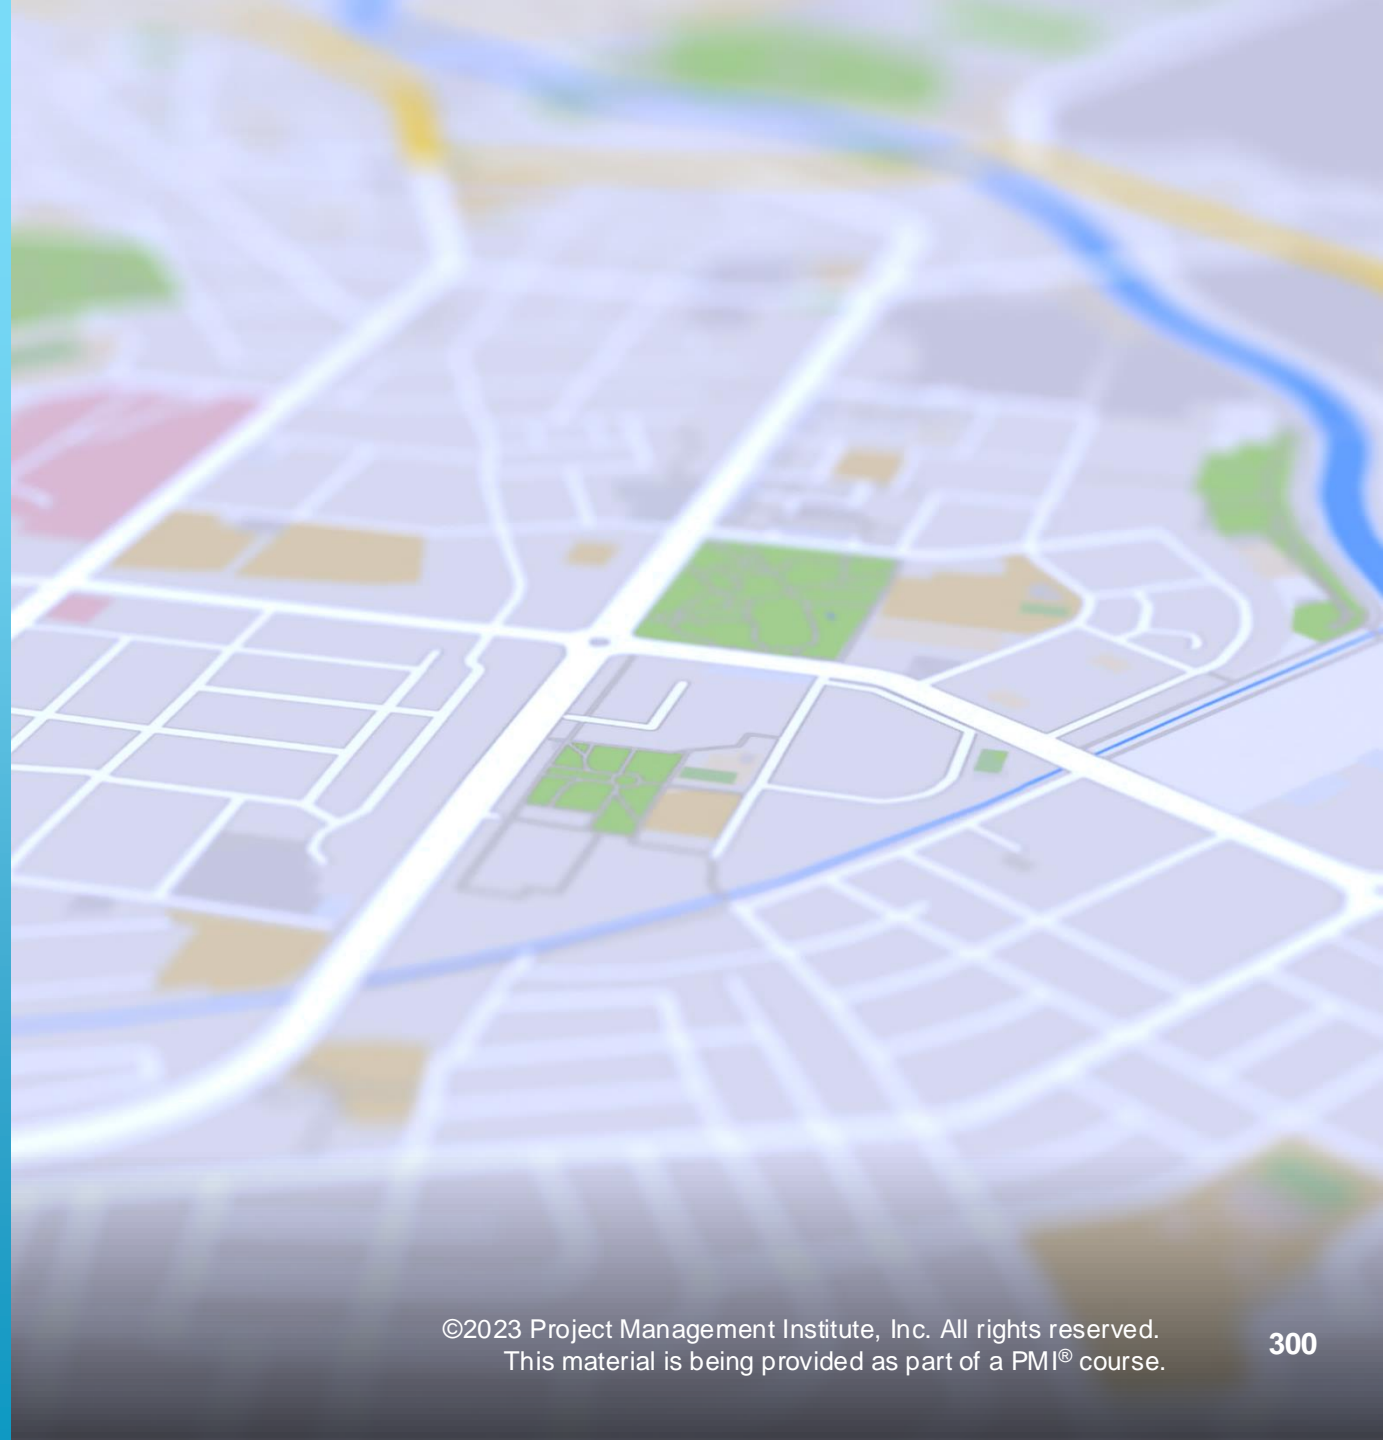 ©2023 Project Management Institute, Inc. All rights reserved.
This material is being provided as part of a PMI® course.
300